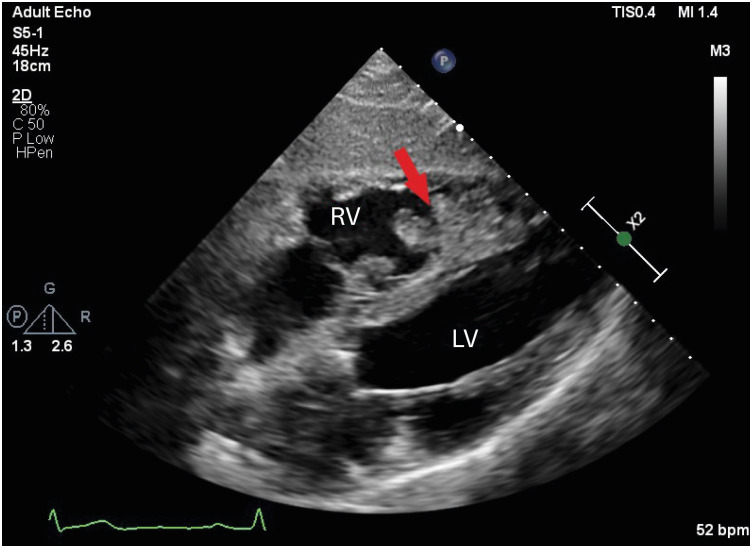 Adult Echo
TIS0.4 MI 1.4
S5-1
45Hz
18cm
M3
2D
80%
C 50
P Low
HPen
P
RV
X2
LV
G
P R
1.3 2.6
52 bpm